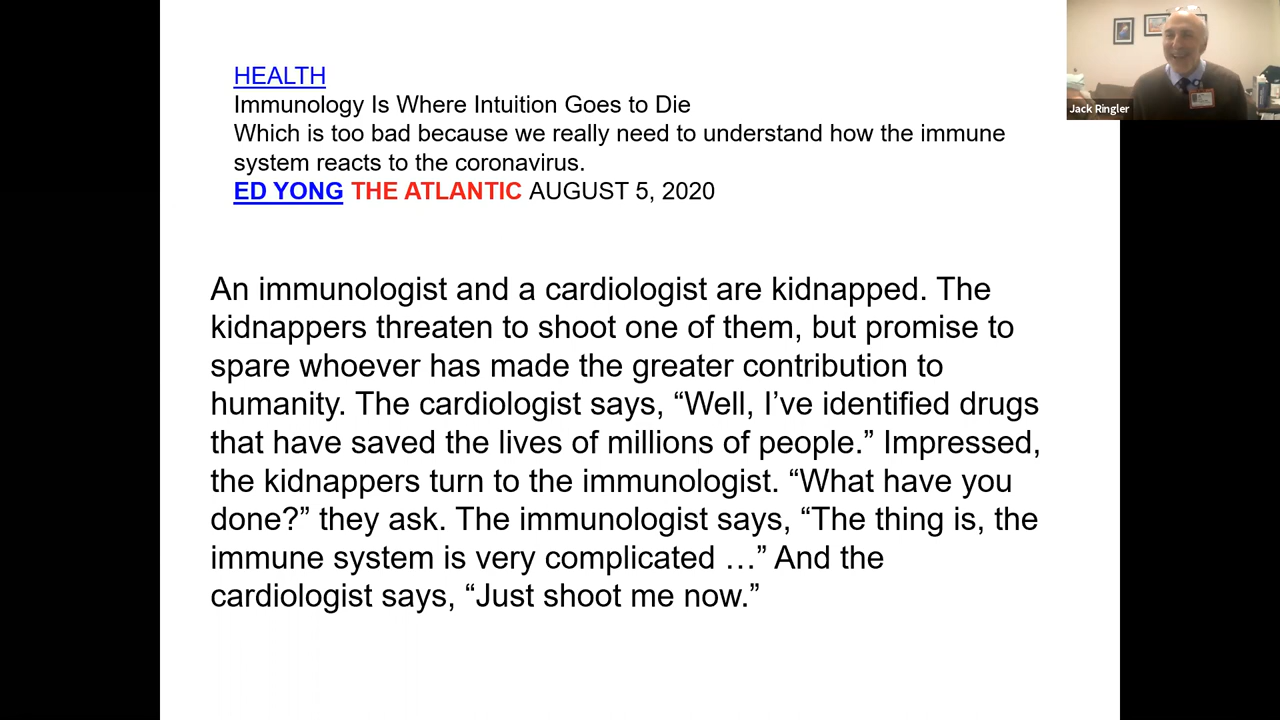 HEALTH
Immunology Is Where Intuition Goes to Die
Which is too bad because we really need to understand how the immune
system reacts to the coronavirus.
ED YONG THE ATLANTIC AUGUST 5, 2020
An immunologist and a cardiologist are kidnapped. The
kidnappers threaten to shoot one of them, but promise to
spare whoever has made the greater contribution to
humanity. The cardiologist says, “Well, I’ve identified drugs
that have saved the lives of millions of people.” Impressed,
the kidnappers turn to the immunologist. “What have you
done?” they ask. The immunologist says, “The thing is, the
immune system is very complicated …” And the
cardiologist says, “Just shoot me now.”
Jack Ringler